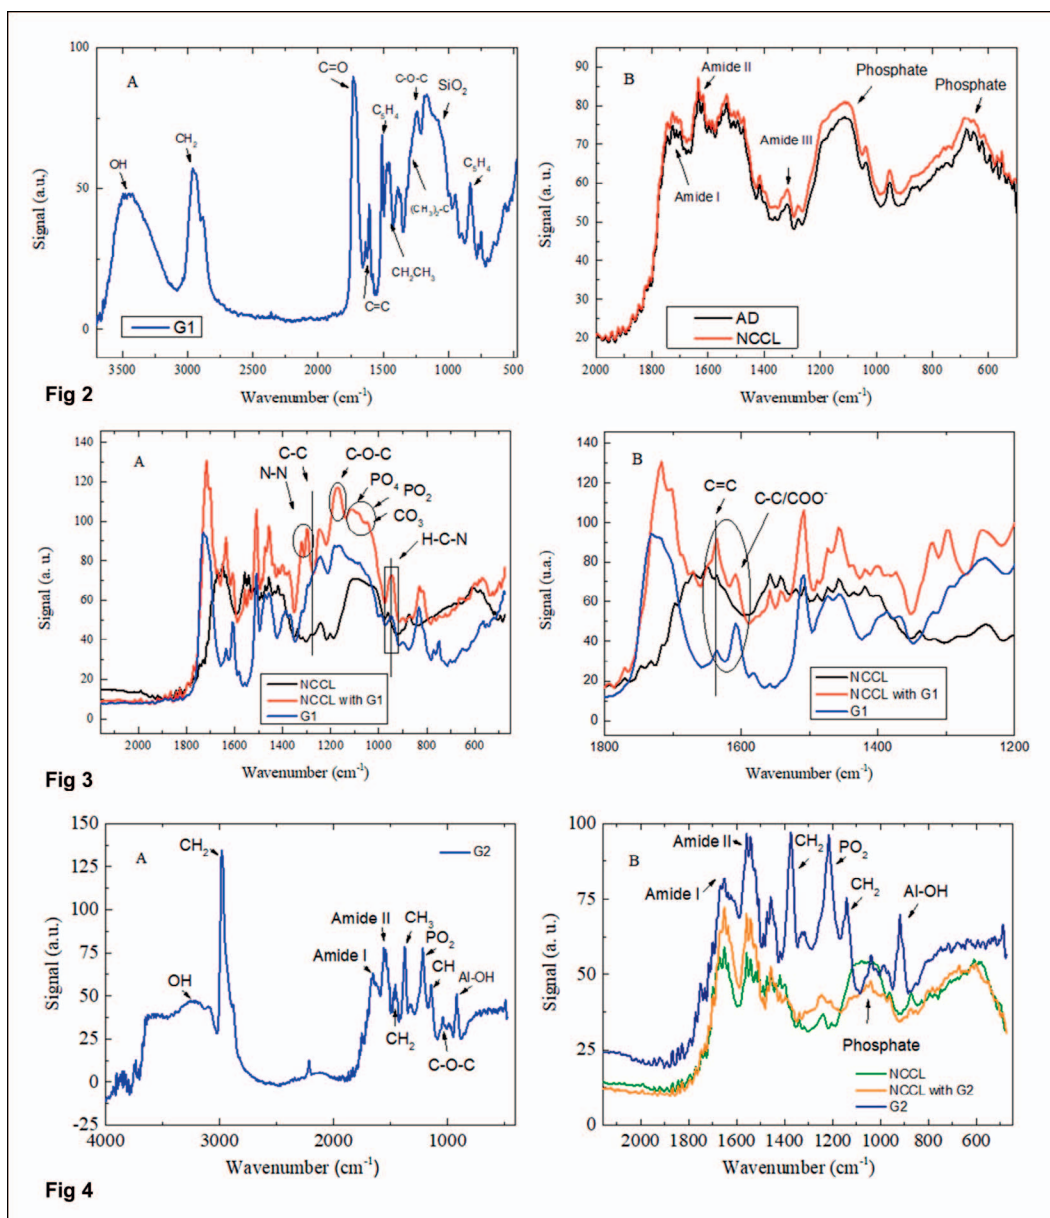 100
A
C=O
C-O-C
SiO2
C5H4
CH2
OH
C5H4
50
(CH3)2-C
CH2CH3
C=C
0
G1
Signal (a.u.)
3500 3000 2500 2000 1500 1000 500
Wavenumber (cm-1)
Fig 2
B
Amide II
Phosphate
Phosphate
Amide III
Amide I
90
80
70
60
50
40
30
20
Signal (a.u.)
AD
NCCL
2000 1800 1600 1400 1200 1000 800 600
Wavenumber (cm-1)
A
C-C
C-O-C
N-N
PO4
PO2
CO3
H-C-N
140
120
100
80
60
40
20
0
Signal (a. u.)
NCCL
NCCL with G1
G1
2000 1800 1600 1400 1200 1000 800 600
Wavenumber cm-1
Fig 3
B
C=C
C-C/COO-
140
120
100
80
60
40
20
0
Signal (u.a.)
NCCL
NCCL with G1
G1
1800 1600 1400 1200
Wavenumber cm-1
150
A
G2
CH2
125
100
Amide II
CH3
PO2
75
Amide I
CH
Al-OH
OH
50
CH2
25
C-O-C
0
-25
Signal (a. u.)
4000 3000 2000 1000
Wavenumber (cm-1)
Fig 4
100
B
Amide II
CH2
PO2
CH2
Amide I
Al-OH
75
50
25
0
Signal (a. u.)
Phosphate
NCCL
NCCL with G2
G2
2000 1800 1600 1400 1200 1000 800 600
Wavenumber (cm-1)